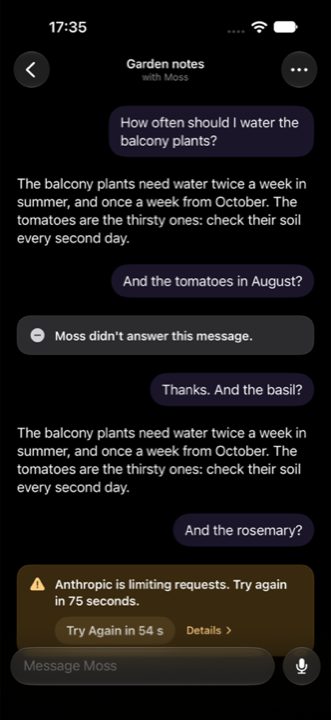 17:35
Garden notes
with Moss
How often should I water the
balcony plants?
The balcony plants need water twice a week in
summer, and once a week from October. The
tomatoes are the thirsty ones: check their soil
every second day.
And the tomatoes in August?
Moss didn't answer this message.
Thanks. And the basil?
The balcony plants need water twice a week in
summer, and once a week from October. The
tomatoes are the thirsty ones: check their soil
every second day.
And the rosemary?
Anthropic is limiting requests. Try again
in 75 seconds.
Try Again in 54 s
Details
Message Moss